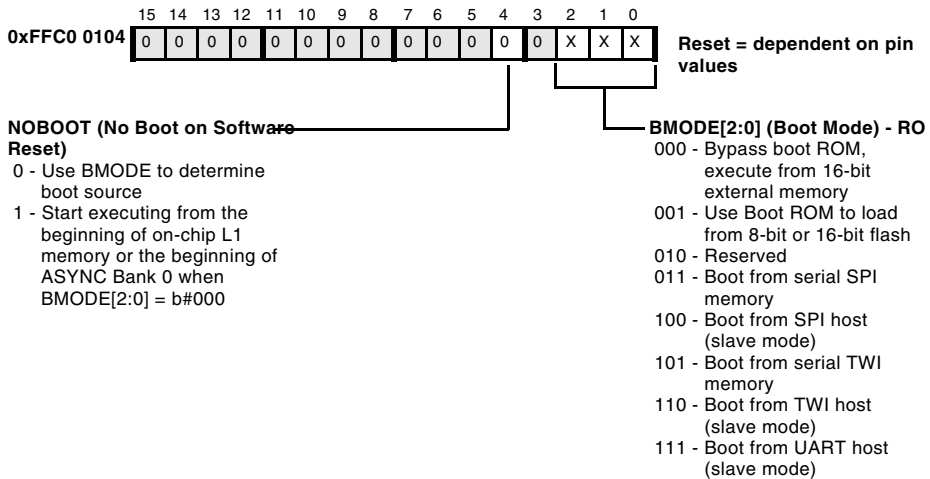 15 14 13 12 11 10 9 8 7 6 5 4 3 2 1 0
0xFFC0 0104 0 0 0 0 0 0 0 0 0 0 0 0 0 X X X
Reset = dependent on pin
values
NOBOOT (No Boot on Software
Reset)
0 - Use BMODE to determine
boot source
1 - Start executing from the
beginning of on-chip L1
memory or the beginning of
ASYNC Bank 0 when
BMODE[2:0] = b#000
BMODE[2:0] (Boot Mode) - RO
000 - Bypass boot ROM,
execute from 16-bit
external memory
001 - Use Boot ROM to load
from 8-bit or 16-bit flash
010 - Reserved
011 - Boot from serial SPI
memory
100 - Boot from SPI host
(slave mode)
101 - Boot from serial TWI
memory
110 - Boot from TWI host
(slave mode)
111 - Boot from UART host
(slave mode)